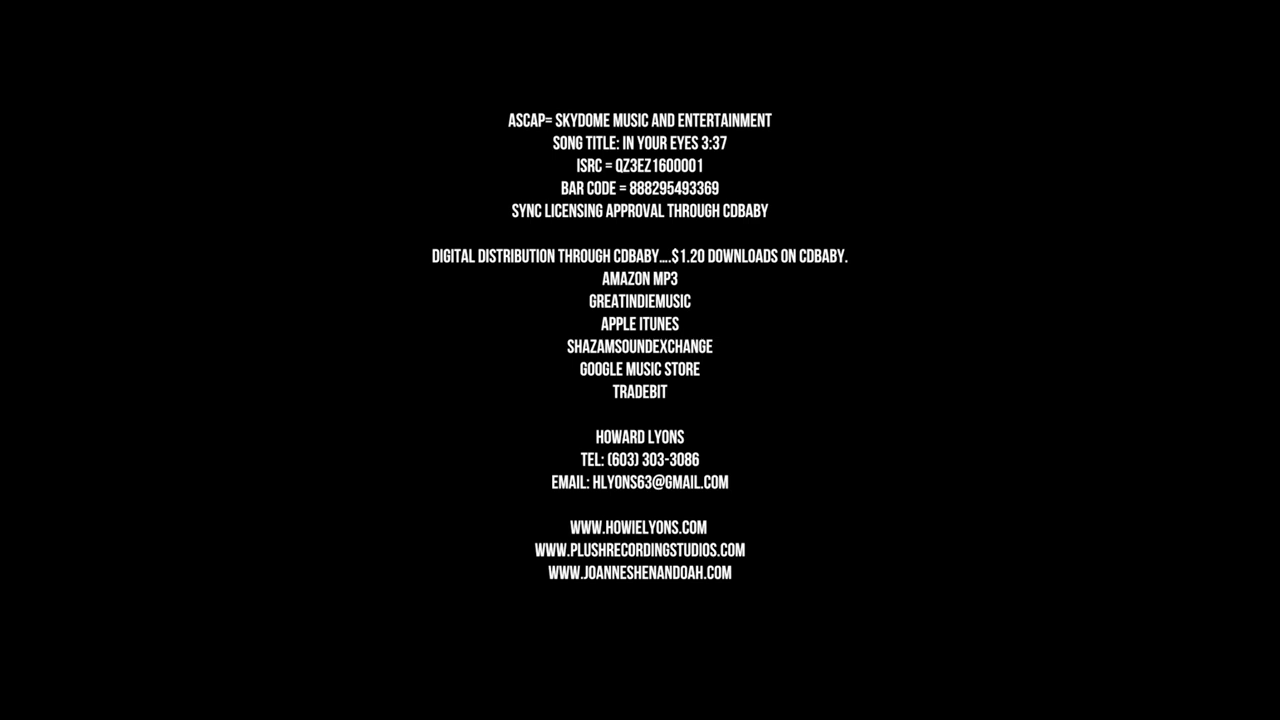 ASCAP= SKYDOME MUSIC AND ENTERTAINMENT
SONG TITLE: IN YOUR EYES 3:37
ISRC = QZ3EZ1600001
BAR CODE = 888295493369
SYNC LICENSING APPROVAL THROUGH CDBABY
DIGITAL DISTRIBUTION THROUGH CDBABY....$1.20 DOWNLOADS ON CDBABY.
AMAZON MP3
GREATINDIEMUSIC
APPLE ITUNES
SHAZAMSOUNDEXCHANGE
GOOGLE MUSIC STORE
TRADEBIT
HOWARD LYONS
TEL: (603) 303-3086
EMAIL: HLYONS63@GMAIL.COM
WWW.HOWIELYONS.COM
WWW.PLUSHRECORDINGSTUDIOS.COM
WWW.JOANNESHENANDOAH.COM